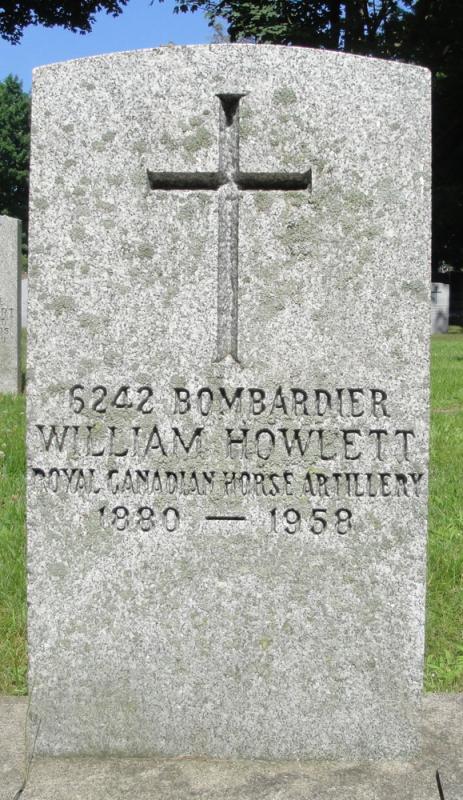 6242 BOMBARDIER
WILLIAM HOWLETT
ROYAL CANADIAN HORSE ARTILLERY
1880 — 1958